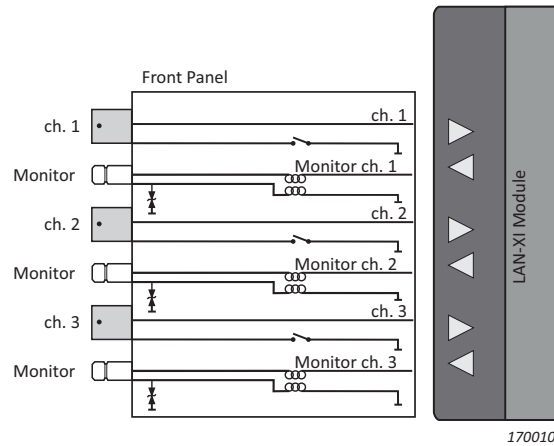 Front Panel
ch. 1
ch. 1
Monitor
Monitor ch. 1
ch. 2
ch. 2
Monitor
Monitor ch. 2
ch. 3
ch. 3
Monitor
Monitor ch. 3
LAN-XI Module
170010